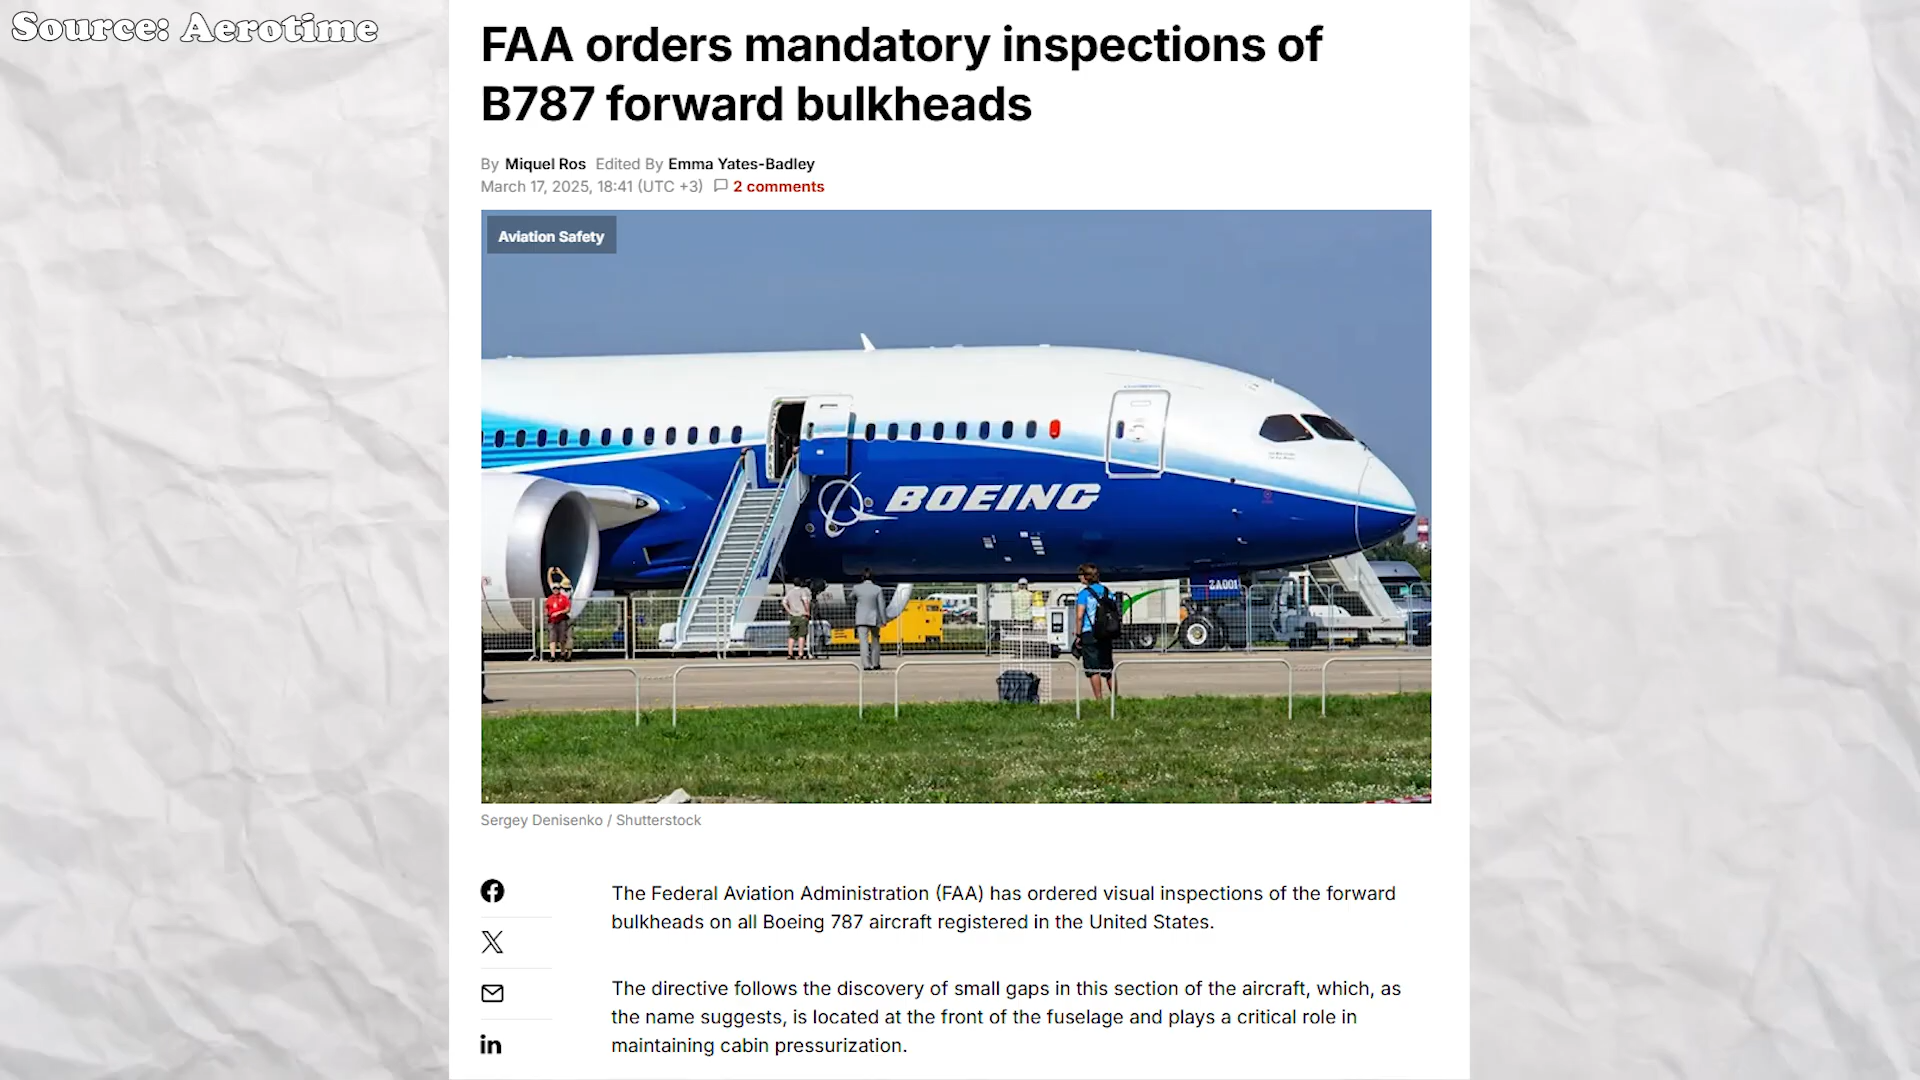 Source: Aerotime
FAA orders mandatory inspections of
B787 forward bulkheads
By Miquel Ros Edited By Emma Yates-Badley
March 17, 2025, 18:41 (UTC +3) 2 comments
Aviation Safety
BOEING
ZA001
Sergey Denisenko / Shutterstock
The Federal Aviation Administration (FAA) has ordered visual inspections of the forward
bulkheads on all Boeing 787 aircraft registered in the United States.
The directive follows the discovery of small gaps in this section of the aircraft, which, as
the name suggests, is located at the front of the fuselage and plays a critical role in
maintaining cabin pressurization.